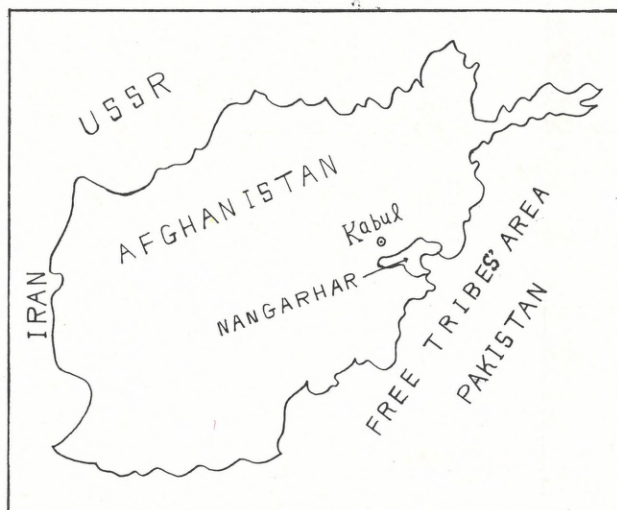 USSR
AFGHANISTAN
Kabul
NANGARHAR
IRAN
FREE TRIBES' AREA
PAKISTAN